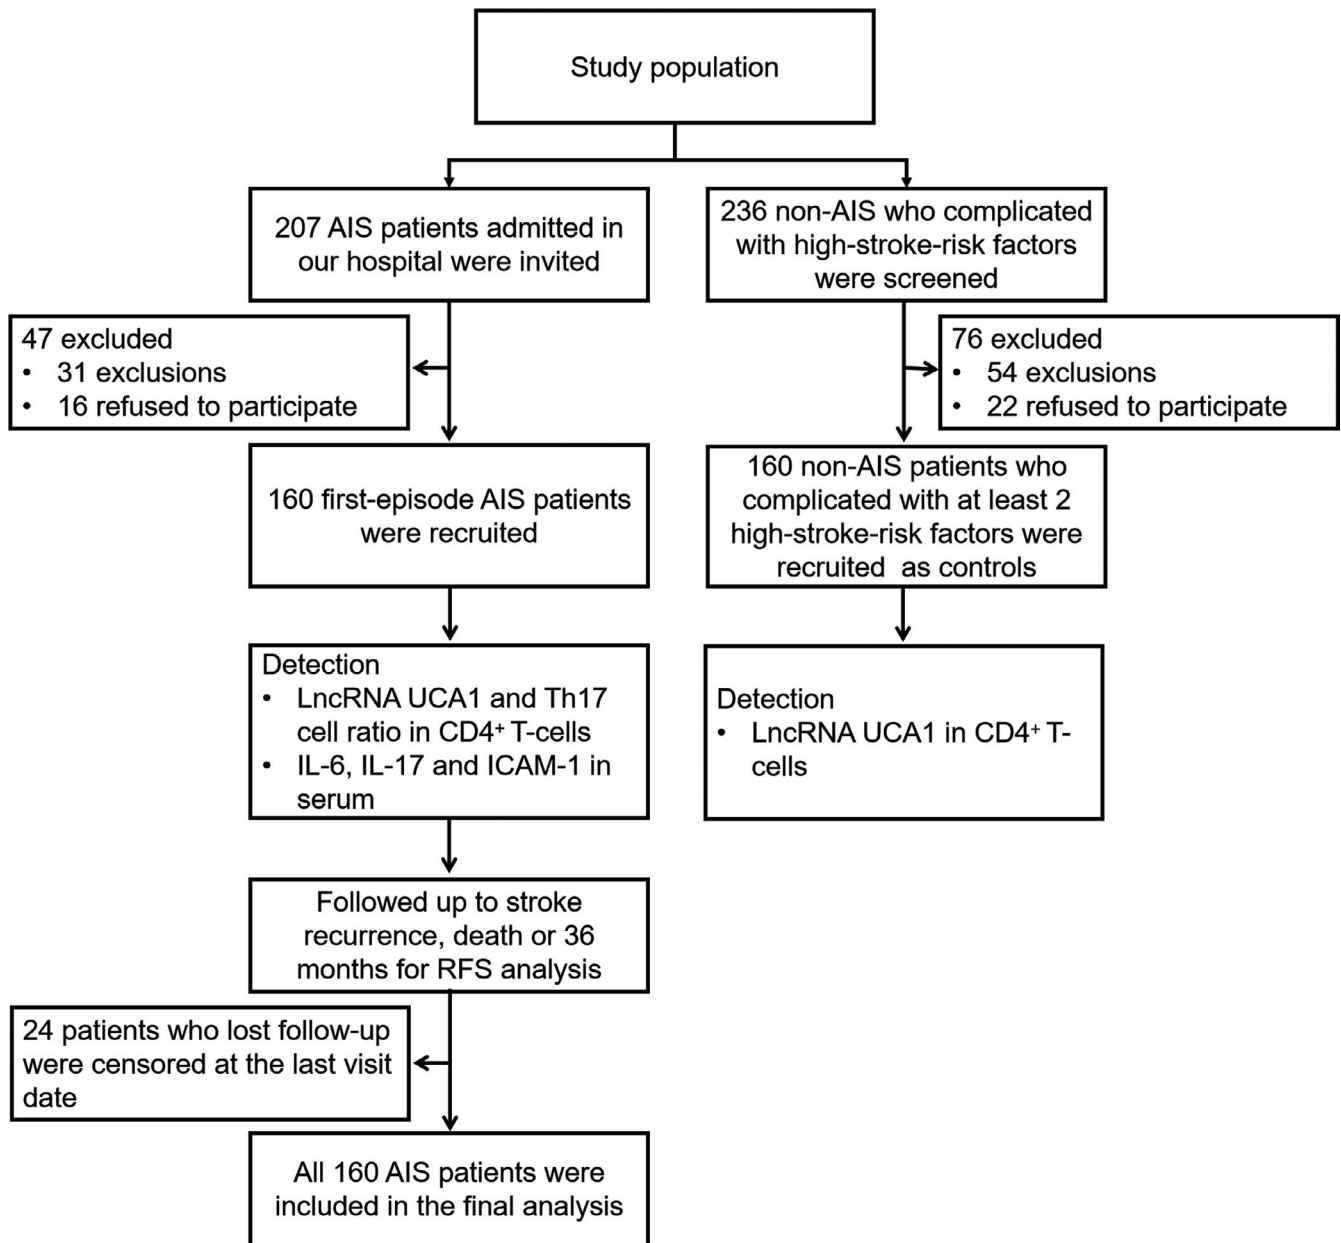 Study population
207 AIS patients admitted in
our hospital were invited
236 non-AIS who complicated
with high-stroke-risk factors
were screened
47 excluded
• 31 exclusions
• 16 refused to participate
76 excluded
• 54 exclusions
• 22 refused to participate
160 first-episode AIS patients
were recruited
160 non-AIS patients who
complicated with at least 2
high-stroke-risk factors were
recruited as controls
Detection
• LncRNA UCA1 and Th17
cell ratio in CD4⁺ T-cells
• IL-6, IL-17 and ICAM-1 in
serum
Detection
• LncRNA UCA1 in CD4⁺ T-
cells
Followed up to stroke
recurrence, death or 36
months for RFS analysis
24 patients who lost follow-up
were censored at the last visit
date
All 160 AIS patients were
included in the final analysis